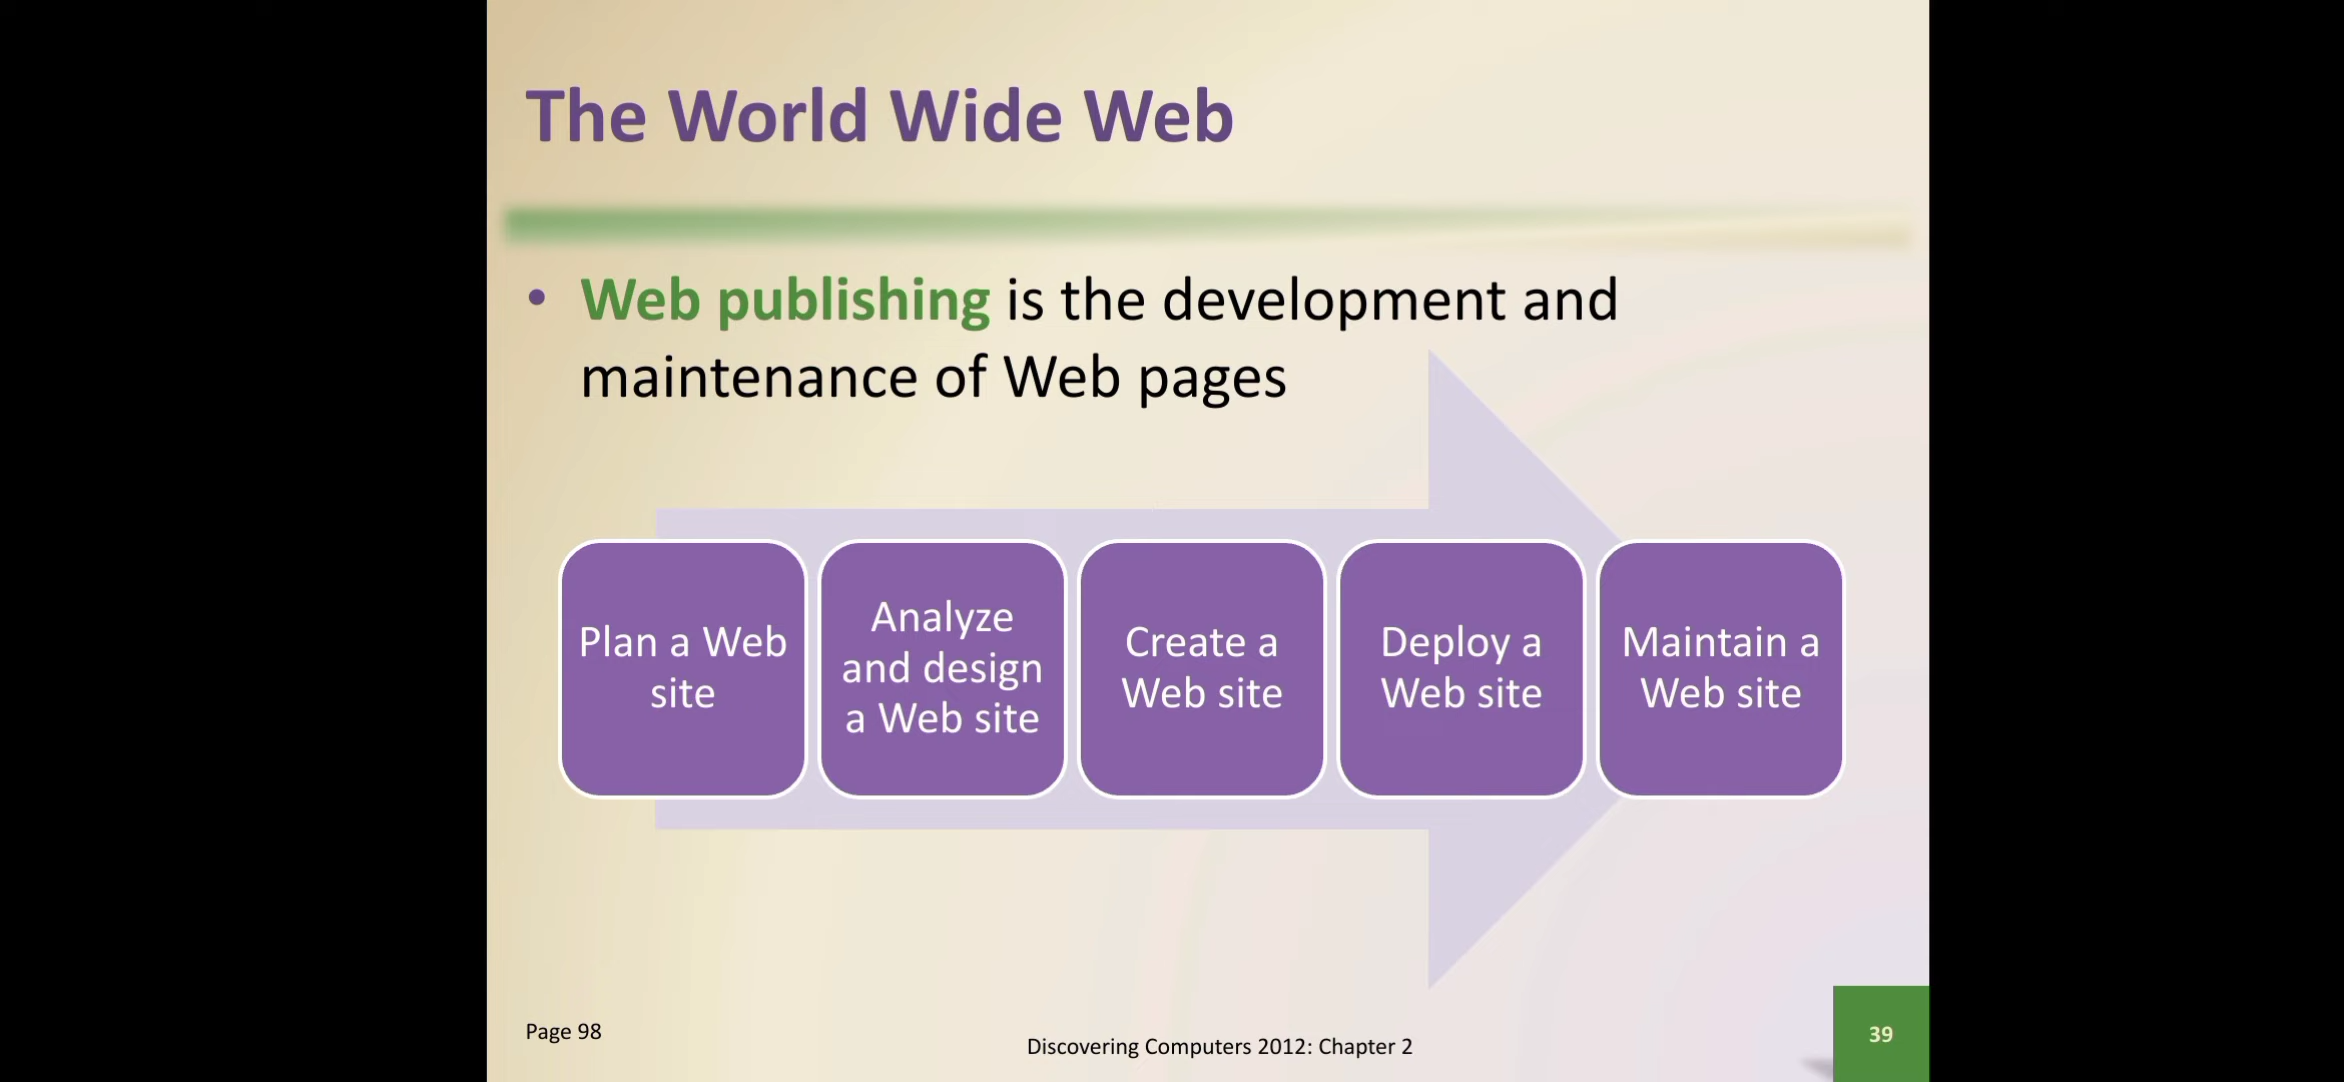 The World Wide Web
• Web publishing is the development and
maintenance of Web pages
Plan a Web
site
Analyze
and design
a Web site
Create a
Web site
Deploy a
Web site
Maintain a
Web site
Page 98
Discovering Computers 2012: Chapter 2
39